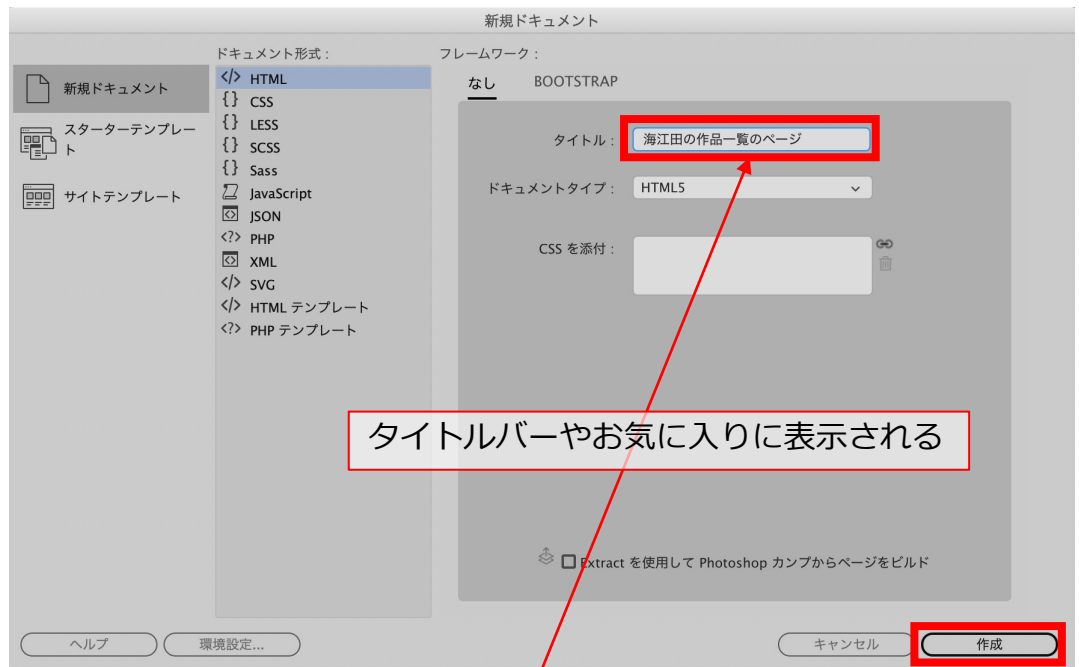 新規ドキュメント
新規ドキュメント
スターターテンプレー
ト
サイトテンプレート
ドキュメント形式 :
</> HTML
{} CSS
{} LESS
{} SCSS
{} Sass
JavaScript
JSON
<?> PHP
XML
</> SVG
</> HTML テンプレート
<?> PHP テンプレート
フレームワーク :
なし BOOTSTRAP
タイトル : 海江田の作品一覧のページ
ドキュメントタイプ : HTML5
CSS を添付 :
タイトルバーやお気に入りに表示される
Extract を使用して Photoshop カンプからページをビルド
ヘルプ 環境設定... キャンセル 作成